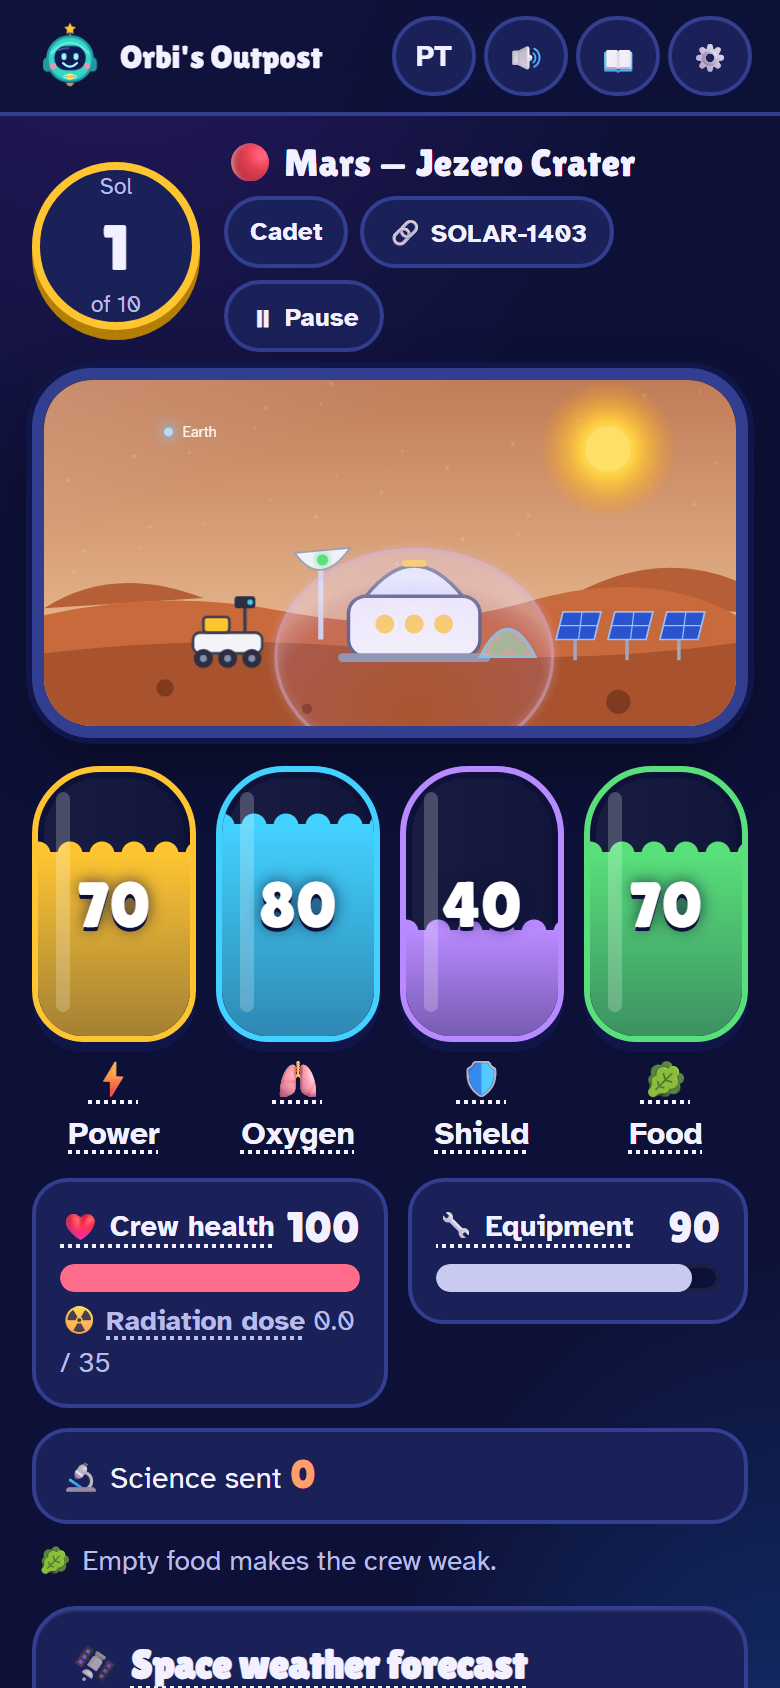 Orbi's Outpost
PT
Mars — Jezero Crater
Sol
1
of 10
Cadet
SOLAR-1403
Pause
Earth
70
80
40
70
Power
Oxygen
Shield
Food
Crew health 100
Equipment 90
Radiation dose 0.0
/ 35
Science sent 0
Empty food makes the crew weak.
Space weather forecast